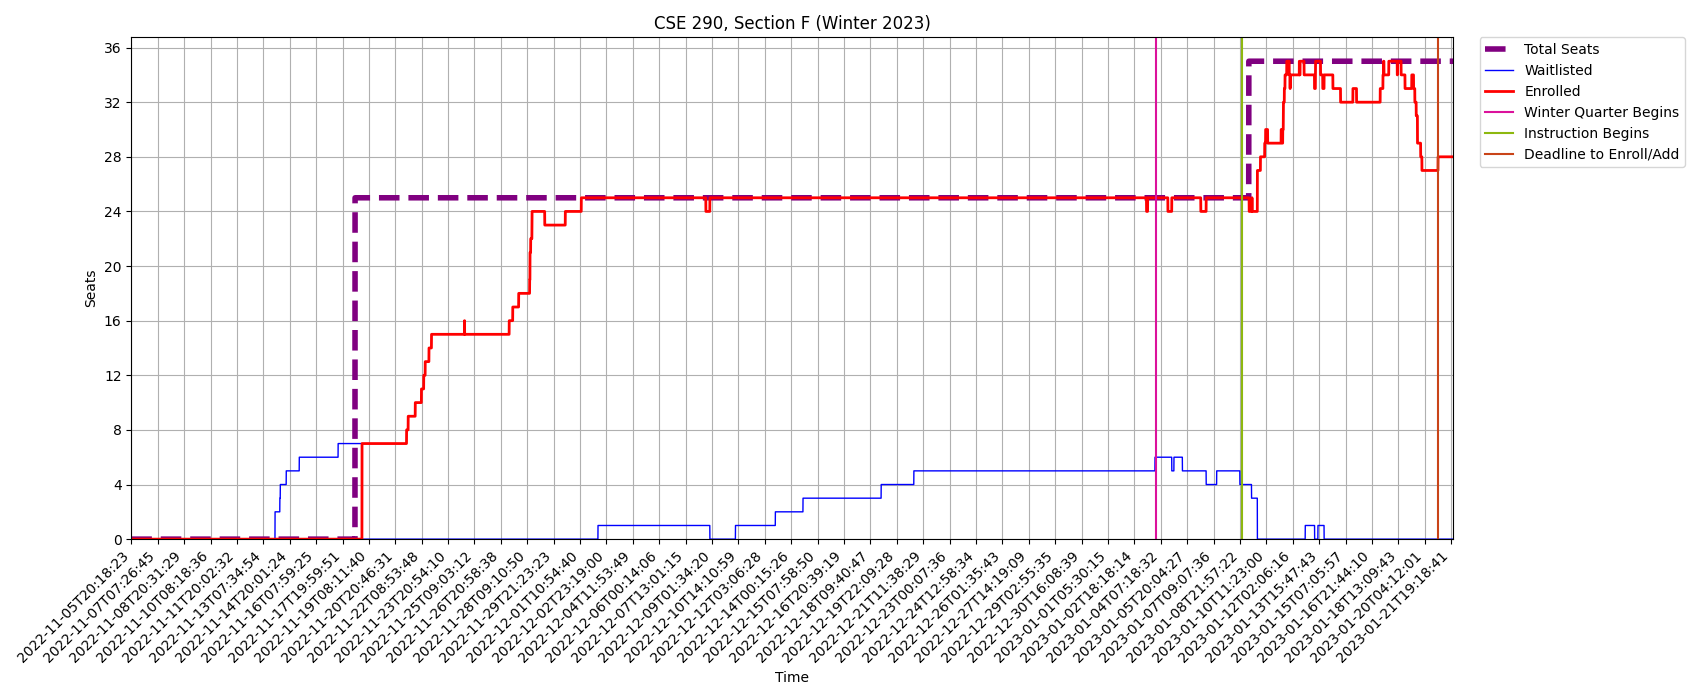 CSE 290, Section F (Winter 2023)
36
32
28
24
20
16
12
8
4
0
Seats
Total Seats
Waitlisted
Enrolled
Winter Quarter Begins
Instruction Begins
Deadline to Enroll/Add
2022-11-05T20:18:23
2022-11-07T07:26:45
2022-11-08T20:31:29
2022-11-10T08:18:36
2022-11-11T20:02:32
2022-11-13T07:34:54
2022-11-14T20:01:24
2022-11-16T07:59:25
2022-11-17T19:59:51
2022-11-19T08:11:40
2022-11-20T20:46:31
2022-11-22T08:53:48
2022-11-23T20:54:10
2022-11-25T09:03:12
2022-11-26T20:58:38
2022-11-28T09:10:50
2022-11-29T21:23:23
2022-12-01T10:54:40
2022-12-02T23:19:00
2022-12-04T11:53:49
2022-12-06T00:14:06
2022-12-07T13:01:15
2022-12-09T01:34:20
2022-12-10T14:10:59
2022-12-12T03:06:28
2022-12-14T00:15:26
2022-12-15T07:58:50
2022-12-16T20:39:19
2022-12-18T09:40:47
2022-12-19T22:09:28
2022-12-21T11:38:29
2022-12-23T00:07:36
2022-12-24T12:58:34
2022-12-26T01:35:43
2022-12-27T14:19:09
2022-12-29T02:55:35
2022-12-30T16:08:39
2023-01-01T05:30:15
2023-01-02T18:18:14
2023-01-04T07:18:32
2023-01-05T20:04:27
2023-01-07T09:07:36
2023-01-08T21:57:22
2023-01-10T11:23:00
2023-01-12T02:06:16
2023-01-13T15:47:43
2023-01-15T07:05:57
2023-01-16T21:44:10
2023-01-18T13:09:43
2023-01-20T04:12:01
2023-01-21T19:18:41
Time